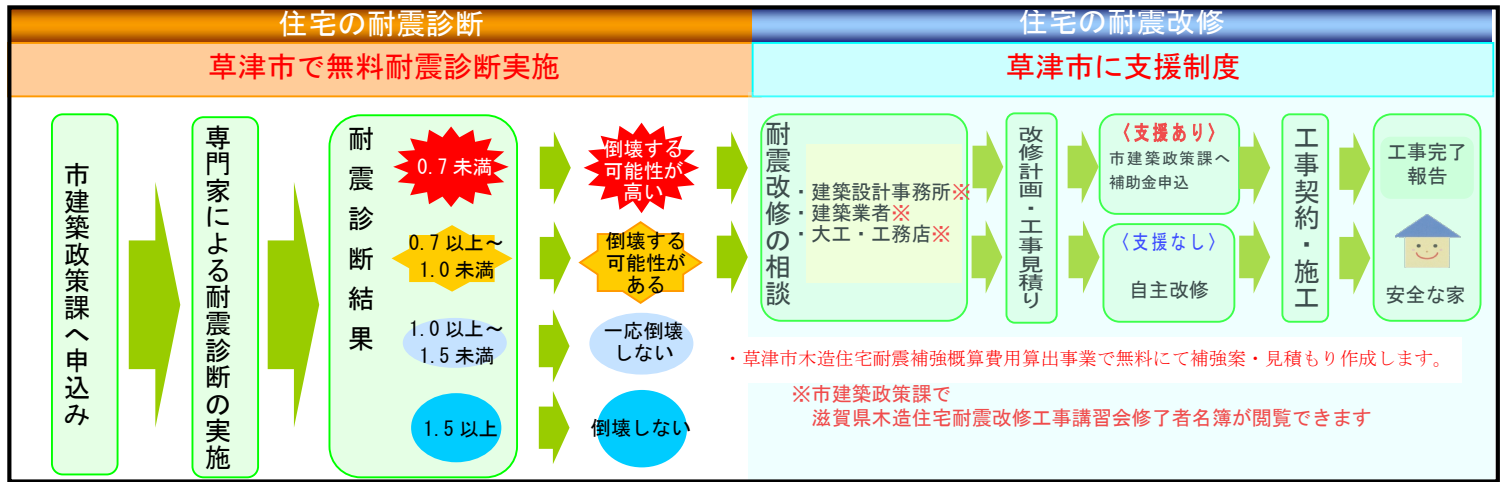 住宅の耐震診断
草津市で無料耐震診断実施
市建築政策課へ申込み
専門家による耐震診断の実施
耐震診断結果
0.7未満
倒壊する
可能性が
高い
0.7以上～
1.0未満
倒壊する
可能性が
ある
1.0以上～
1.5未満
一応倒壊
しない
1.5以上
倒壊しない
住宅の耐震改修
草津市に支援制度
耐震改修の相談
・建築設計事務所※
・建築業者※
・大工・工務店※
改修計画・工事見積り
〈支援あり〉
市建築政策課へ
補助金申込
〈支援なし〉
自主改修
工事契約・施工
工事完了
報告
安全な家
・草津市木造住宅耐震補強概算費用算出事業で無料にて補強案・見積もり作成します。
※市建築政策課で
滋賀県木造住宅耐震改修工事講習会修了者名簿が閲覧できます